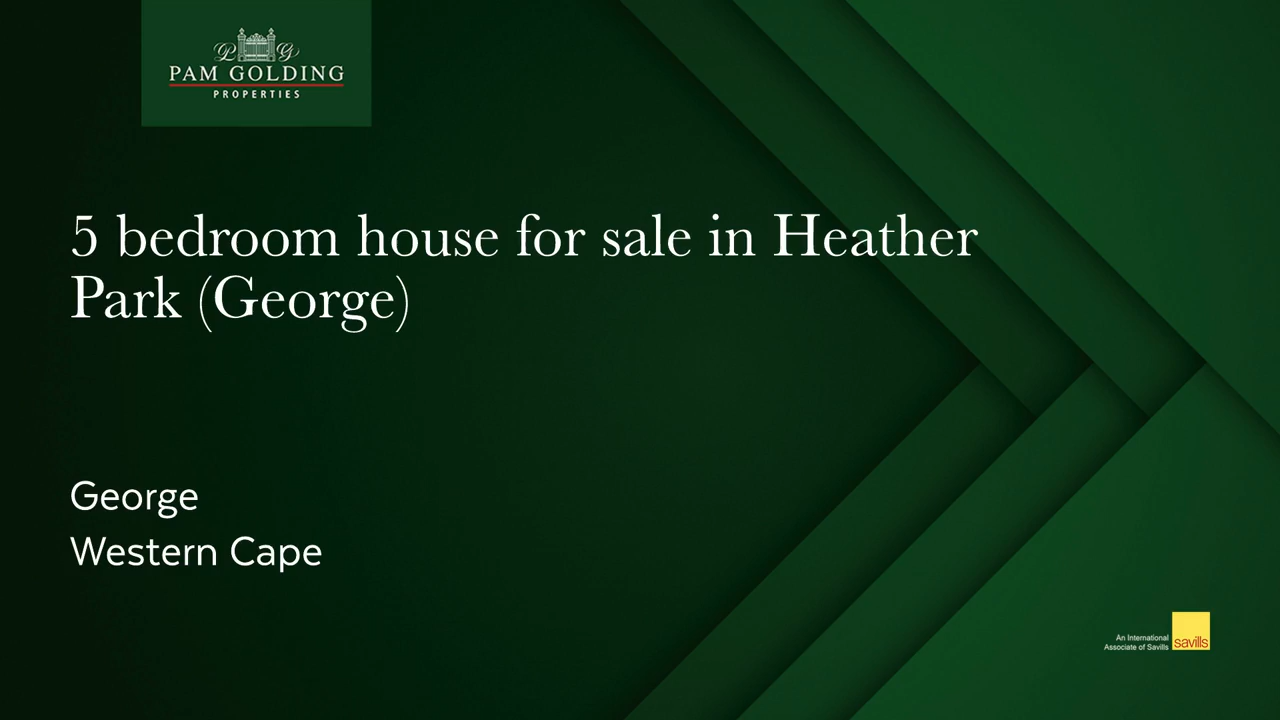 P G
PAM GOLDING
PROPERTIES
5 bedroom house for sale in Heather
Park (George)
George
Western Cape
An International
Associate of Savills
savills